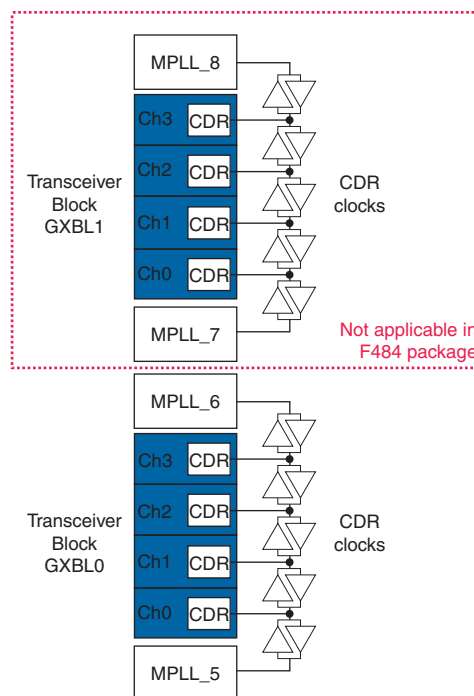 MPLL_8
Ch3 CDR
Ch2 CDR
Ch1 CDR
Ch0 CDR
Transceiver
Block
GXBL1
CDR
clocks
MPLL_7
Not applicable in
F484 package
MPLL_6
Ch3 CDR
Ch2 CDR
Ch1 CDR
Ch0 CDR
Transceiver
Block
GXBL0
CDR
clocks
MPLL_5